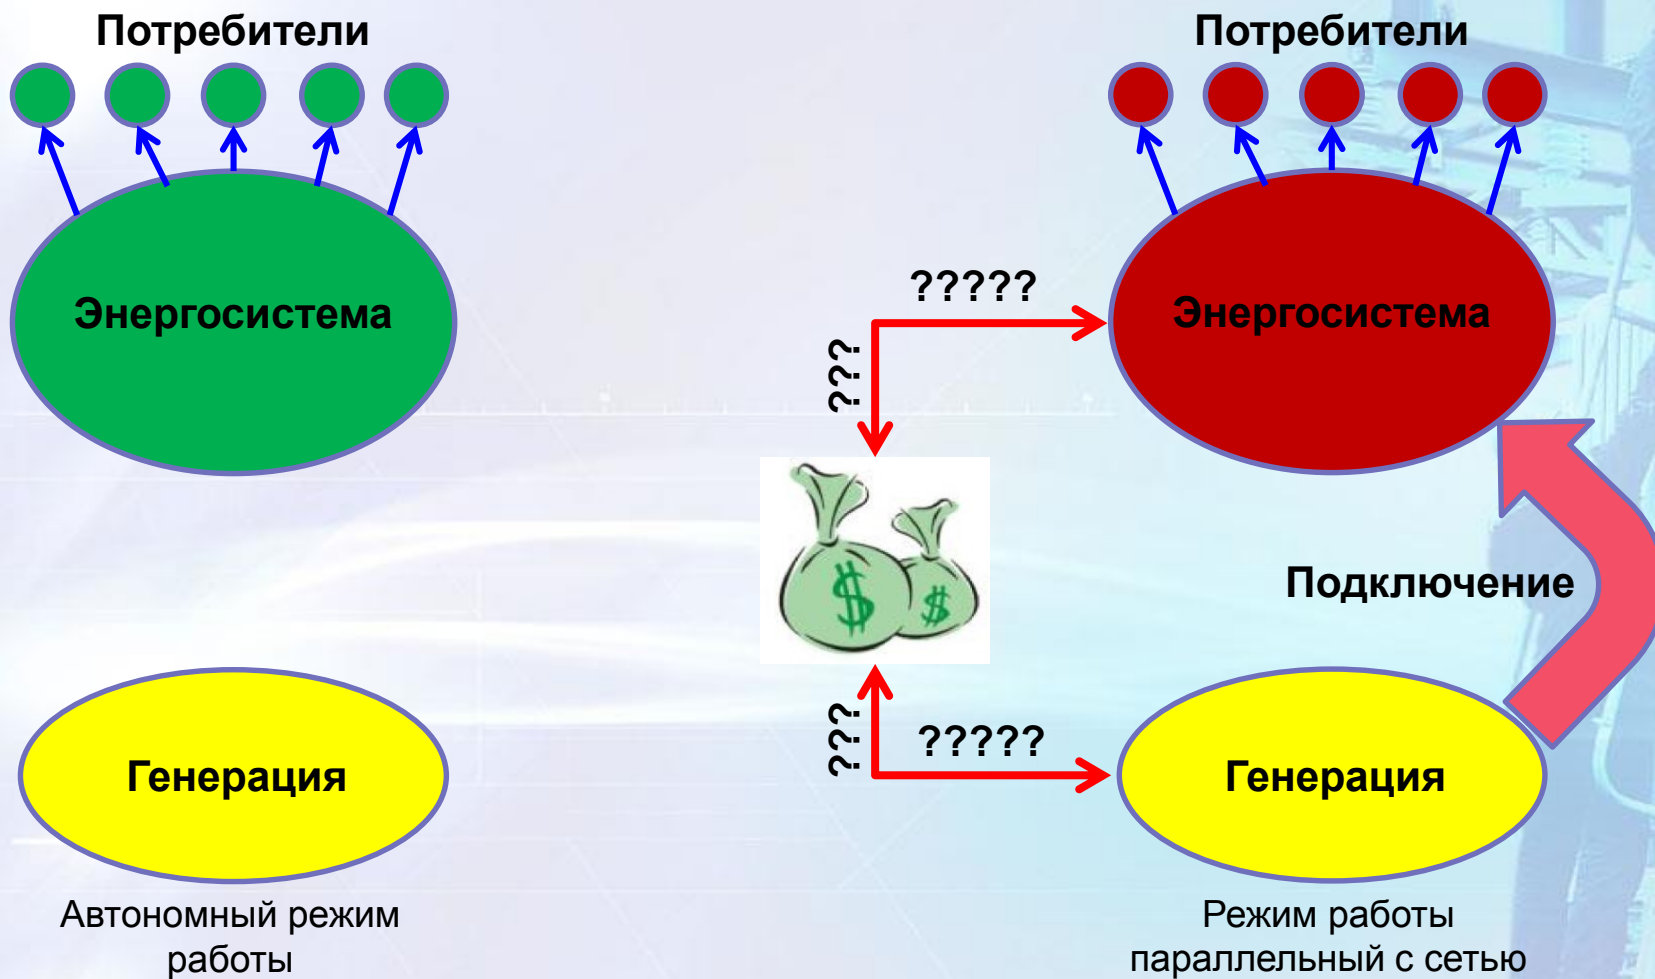 Потребители
Энергосистема
Генерация
Автономный режим
работы
?????
???
$ $
???
?????
Потребители
Энергосистема
Подключение
Генерация
Режим работы
параллельный с сетью